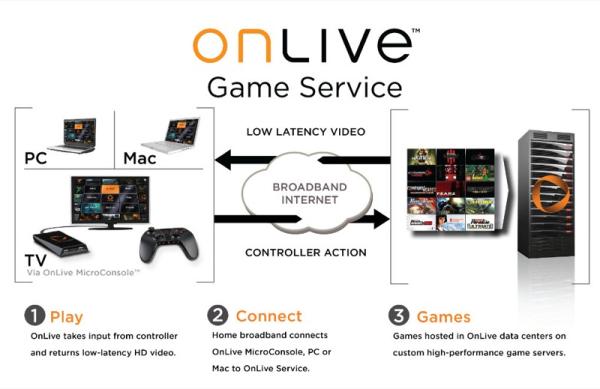 onLIVE™
Game Service
LOW LATENCY VIDEO
PC
Mac
BROADBAND
INTERNET
TV
Via OnLive MicroConsole™
CONTROLLER ACTION
1 Play
OnLive takes input from controller
and returns low-latency HD video.
2 Connect
Home broadband connects
OnLive MicroConsole, PC or
Mac to OnLive Service.
3 Games
Games hosted in OnLive data centers on
custom high-performance game servers.